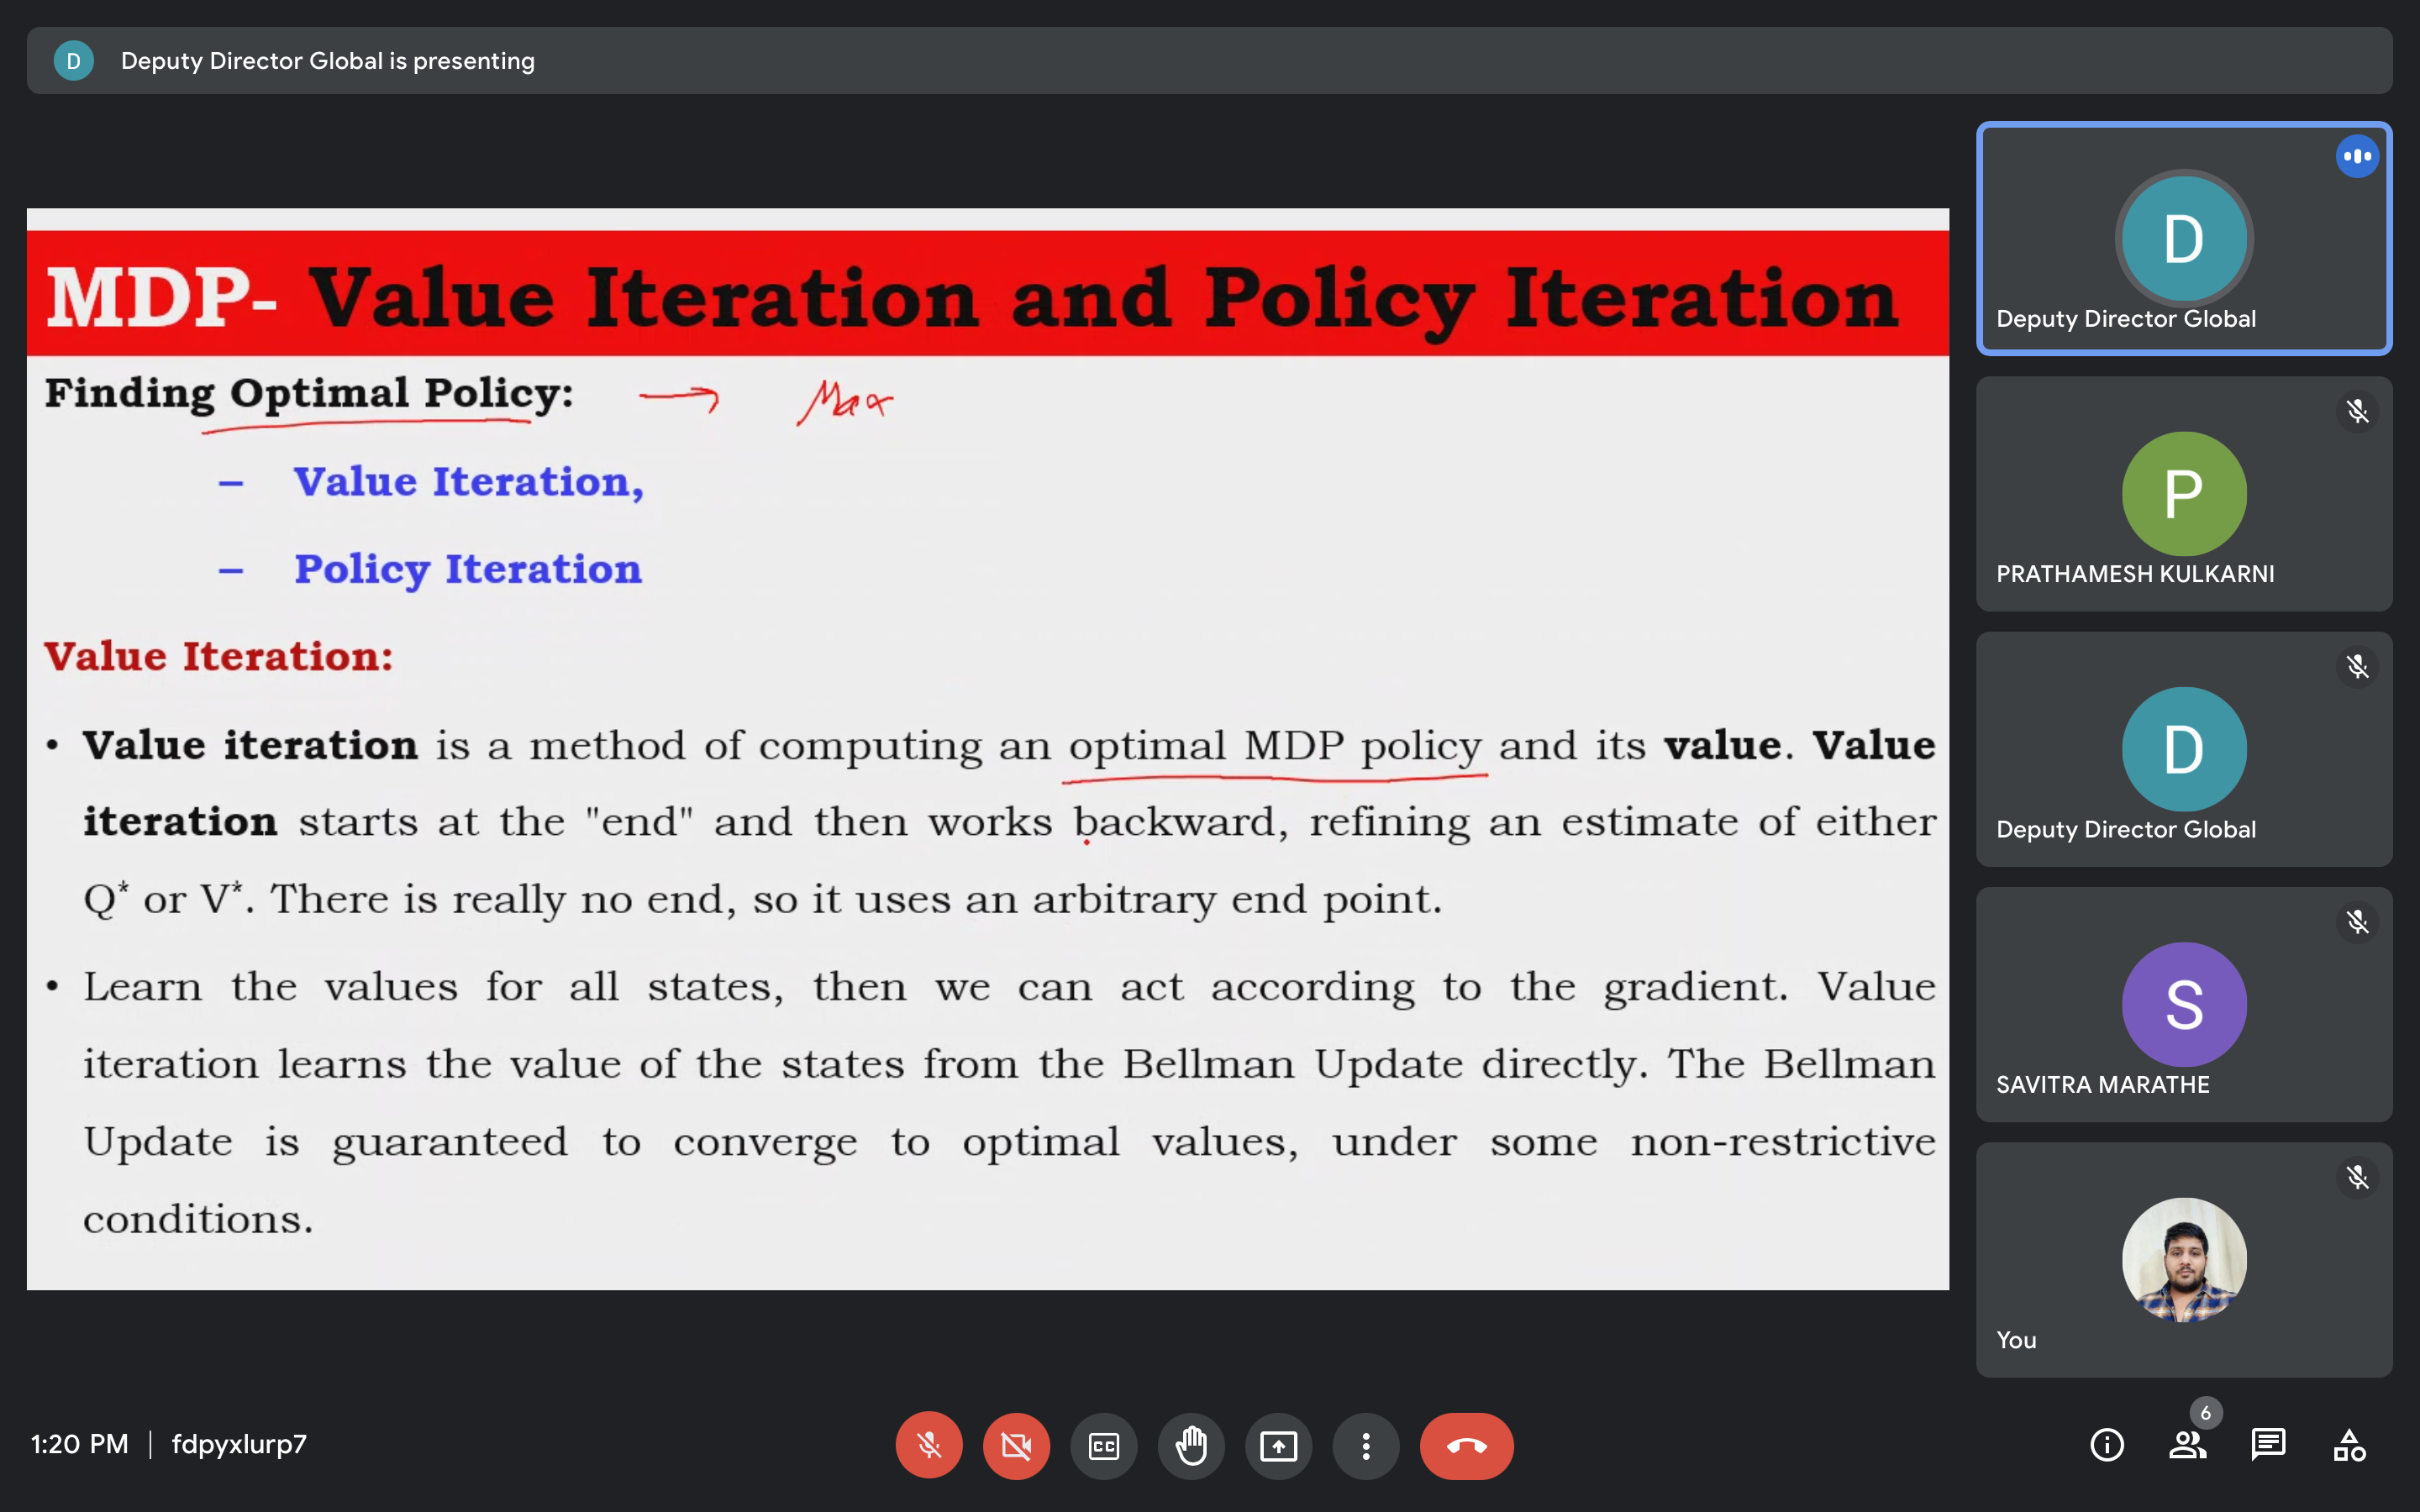 D Deputy Director Global is presenting
MDP- Value Iteration and Policy Iteration
Finding Optimal Policy: Max
– Value Iteration,
– Policy Iteration
Value Iteration:
• Value iteration is a method of computing an optimal MDP policy and its value. Value
iteration starts at the "end" and then works backward, refining an estimate of either
Q* or V*. There is really no end, so it uses an arbitrary end point.
• Learn the values for all states, then we can act according to the gradient. Value
iteration learns the value of the states from the Bellman Update directly. The Bellman
Update is guaranteed to converge to optimal values, under some non-restrictive
conditions.
D
Deputy Director Global
P
PRATHAMESH KULKARNI
D
Deputy Director Global
S
SAVITRA MARATHE
You
1:20 PM | fdpyxlurp7
CC
6